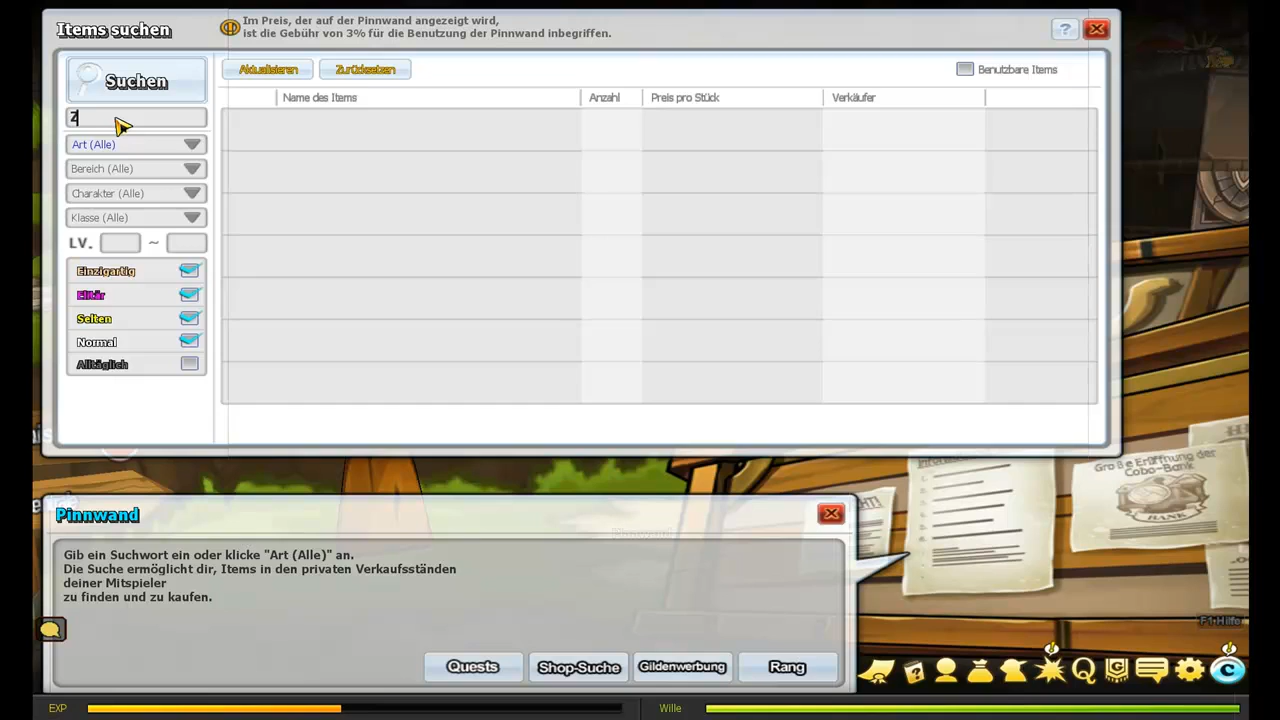 Items suchen
Im Preis, der auf der Pinnwand angezeigt wird,
ist die Gebühr von 3% für die Benutzung der Pinnwand inbegriffen.
?
Suchen
Aktualisieren
Zurücksetzen
Benutzbare Items
Z
Name des Items
Anzahl
Preis pro Stück
Verkäufer
Art (Alle)
Bereich (Alle)
Charakter (Alle)
Klasse (Alle)
LV. ~
Einzigartig
Elitär
Selten
Normal
Alltäglich
Große Eröffnung der
Cobo-Bank
BANK
Pinnwand
Gib ein Suchwort ein oder klicke "Art (Alle)" an.
Die Suche ermöglicht dir, Items in den privaten Verkaufsständen
deiner Mitspieler
zu finden und zu kaufen.
F1 Hilfe
Quests
Shop-Suche
Gildenwerbung
Rang
EXP
Wille